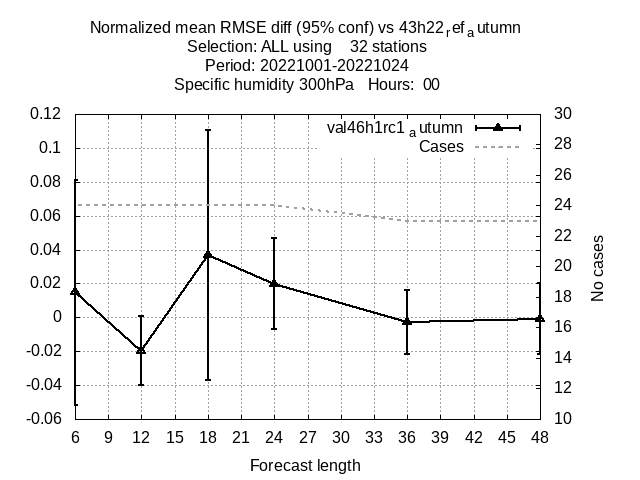 Normalized mean RMSE diff (95% conf) vs 43h22refautumn
Selection: ALL using 32 stations
Period: 20221001-20221024
Specific humidity 300hPa Hours: 00
val46h1rc1autumn
Cases
0.12
0.1
0.08
0.06
0.04
0.02
0
-0.02
-0.04
-0.06
30
28
26
24
22
20
18
16
14
12
10
No cases
6 9 12 15 18 21 24 27 30 33 36 39 42 45 48
Forecast length